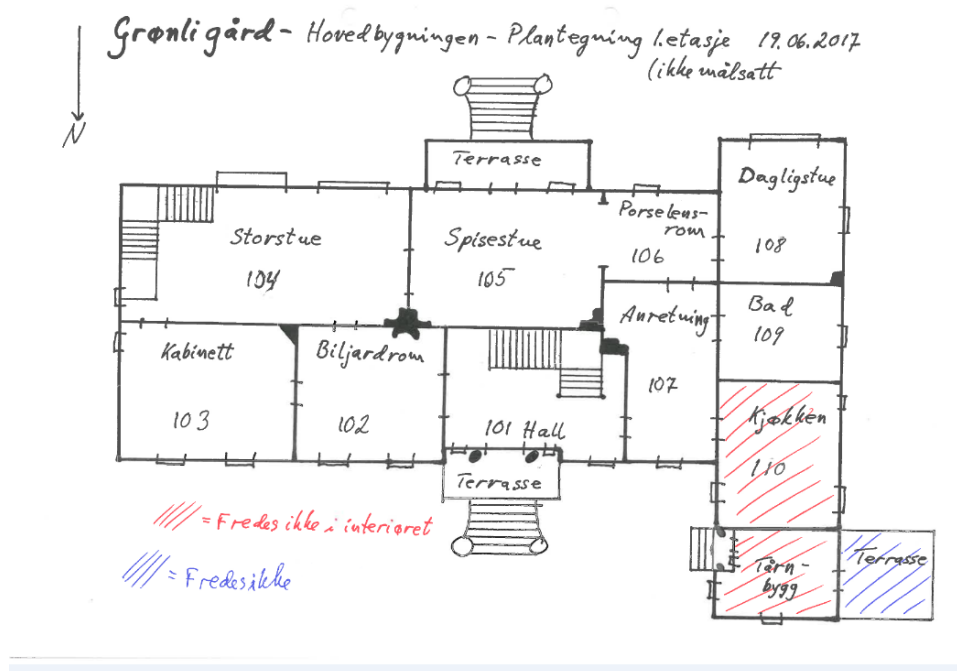 Grønli gård - Hovedbygningen - Plantegning 1.etasje 19.06.2017
(ikke målsatt
N
Terrasse
Dagligstue
108
Porselens-
rom
106
Storstue
104
Spisestue
105
Anretning
107
Bad
109
Kabinett
103
Biljardrom
102
101 Hall
Kjøkken
110
Terrasse
= Fredes ikke i interiøret
= Fredes ikke
Tårn-
bygg
Terrasse